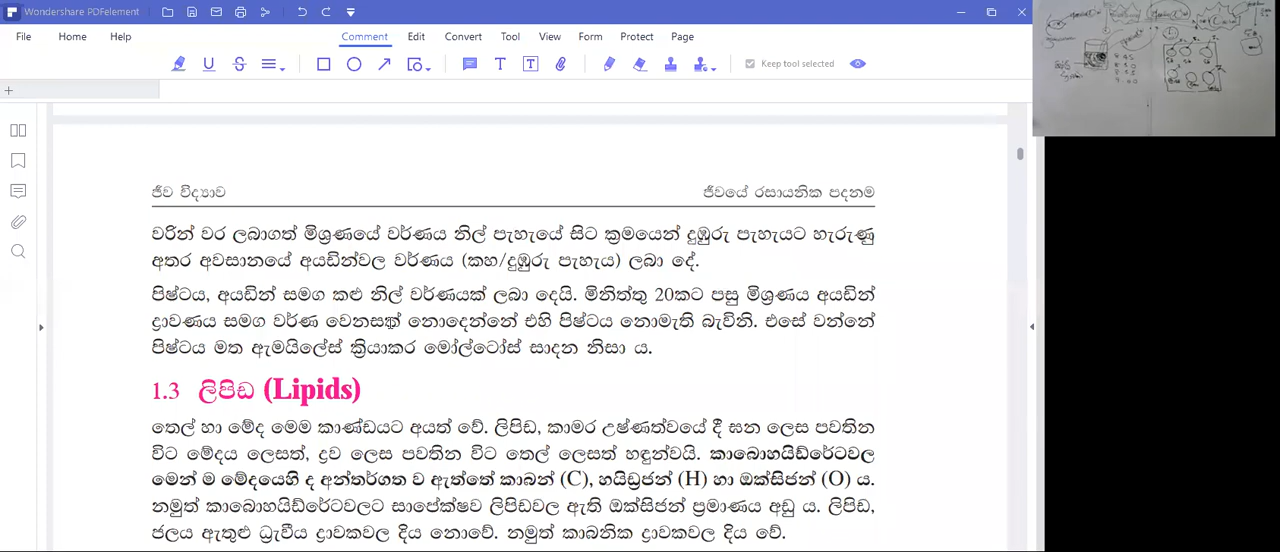 Wondershare PDFelement
File Home Help Comment Edit Convert Tool View Form Protect Page
Keep tool selected
ජීව විද්‍යාව ජීවයේ රසායනික පදනම
වරින් වර ලබාගත් මිශ්‍රණයේ වර්ණය නිල් පැහැයේ සිට ක්‍රමයෙන් දුඹුරු පැහැයට හැරුණු
අතර අවසානයේ අයඩින්වල වර්ණය (කහ/දුඹුරු පැහැය) ලබා දේ.
පිෂ්ටය, අයඩින් සමග කළු නිල් වර්ණයක් ලබා දෙයි. මිනිත්තු 20කට පසු මිශ්‍රණය අයඩින්
ද්‍රාවණය සමග වර්ණ වෙනසක් නොදෙන්නේ එහි පිෂ්ටය නොමැති බැවිනි. එසේ වන්නේ
පිෂ්ටය මත ඇමයිලේස් ක්‍රියාකර මෝල්ටෝස් සාදන නිසා ය.
1.3 ලිපිඩ (Lipids)
තෙල් හා මේද මෙම කාණ්ඩයට අයත් වේ. ලිපිඩ, කාමර උෂ්ණත්වයේ දී ඝන ලෙස පවතින
විට මේදය ලෙසත්, ද්‍රව ලෙස පවතින විට තෙල් ලෙසත් හඳුන්වයි. කාබොහයිඩ්රේටවල
මෙන් ම මේදයෙහි ද අන්තර්ගත ව ඇත්තේ කාබන් (C), හයිඩ්‍රජන් (H) හා ඔක්සිජන් (O) ය.
නමුත් කාබොහයිඩ්රේටවලට සාපේක්ෂව ලිපිඩවල ඇති ඔක්සිජන් ප්‍රමාණය අඩු ය. ලිපිඩ,
ජලය ඇතුළු ධ්‍රැවීය ද්‍රාවකවල දිය නොවේ. නමුත් කාබනික ද්‍රාවකවල දිය වේ.